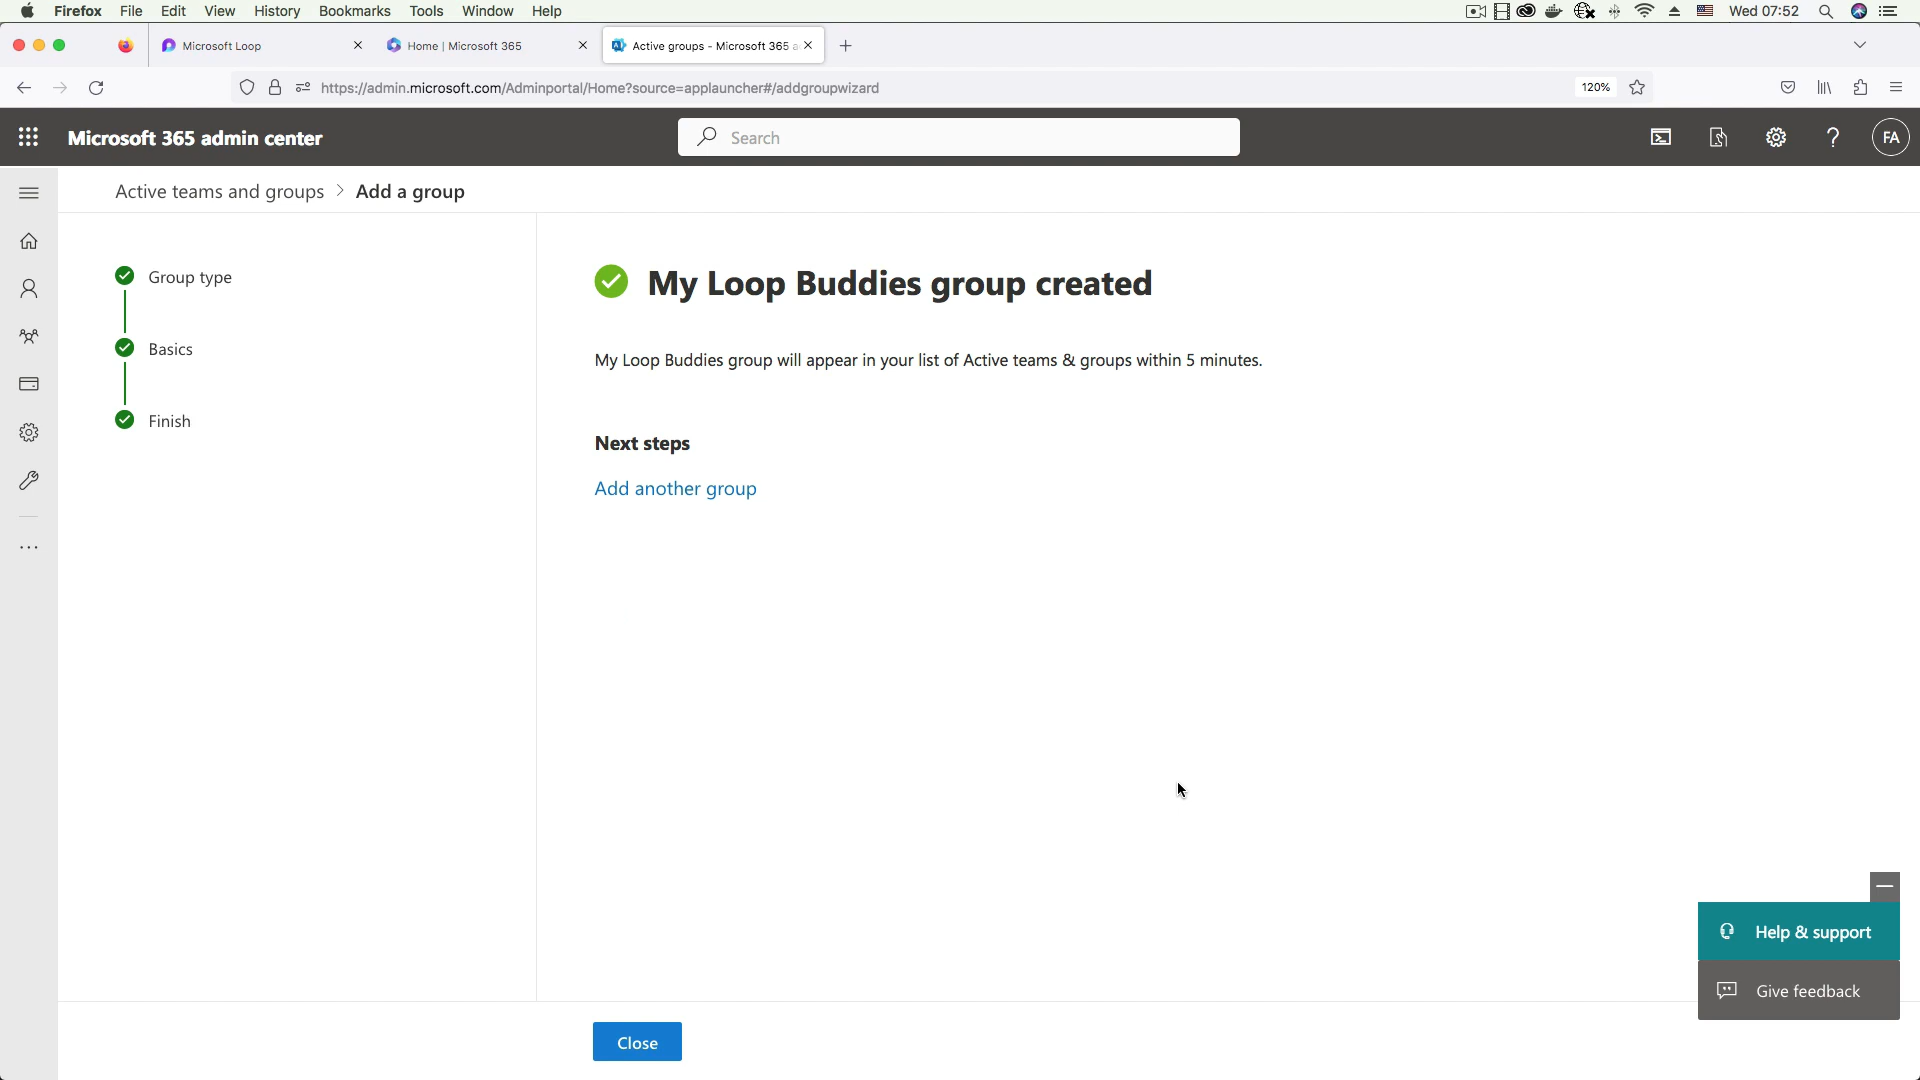 Firefox File Edit View History Bookmarks Tools Window Help Wed 07:52
Microsoft Loop Home | Microsoft 365 Active groups - Microsoft 365 a
https://admin.microsoft.com/Adminportal/Home?source=applauncher#/addgroupwizard 120%
Microsoft 365 admin center Search FA
Active teams and groups > Add a group
Group type
Basics
Finish
My Loop Buddies group created
My Loop Buddies group will appear in your list of Active teams & groups within 5 minutes.
Next steps
Add another group
Help & support
Give feedback
Close